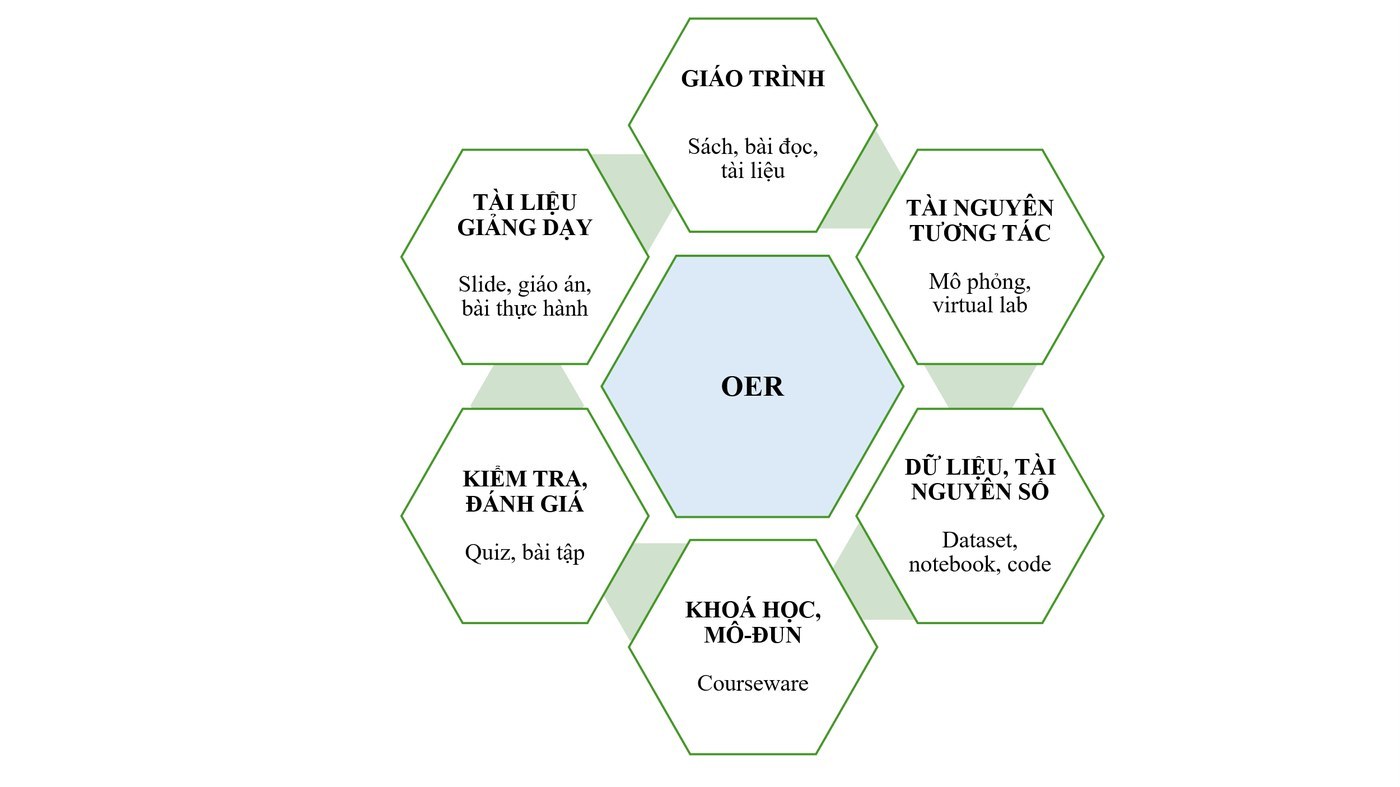 GIÁO TRÌNH
Sách, bài đọc,
tài liệu
TÀI LIỆU
GIẢNG DẠY
Slide, giáo án,
bài thực hành
TÀI NGUYÊN
TƯƠNG TÁC
Mô phỏng,
virtual lab
OER
KIỂM TRA,
ĐÁNH GIÁ
Quiz, bài tập
DỮ LIỆU, TÀI
NGUYÊN SỐ
Dataset,
notebook, code
KHOÁ HỌC,
MÔ-ĐUN
Courseware